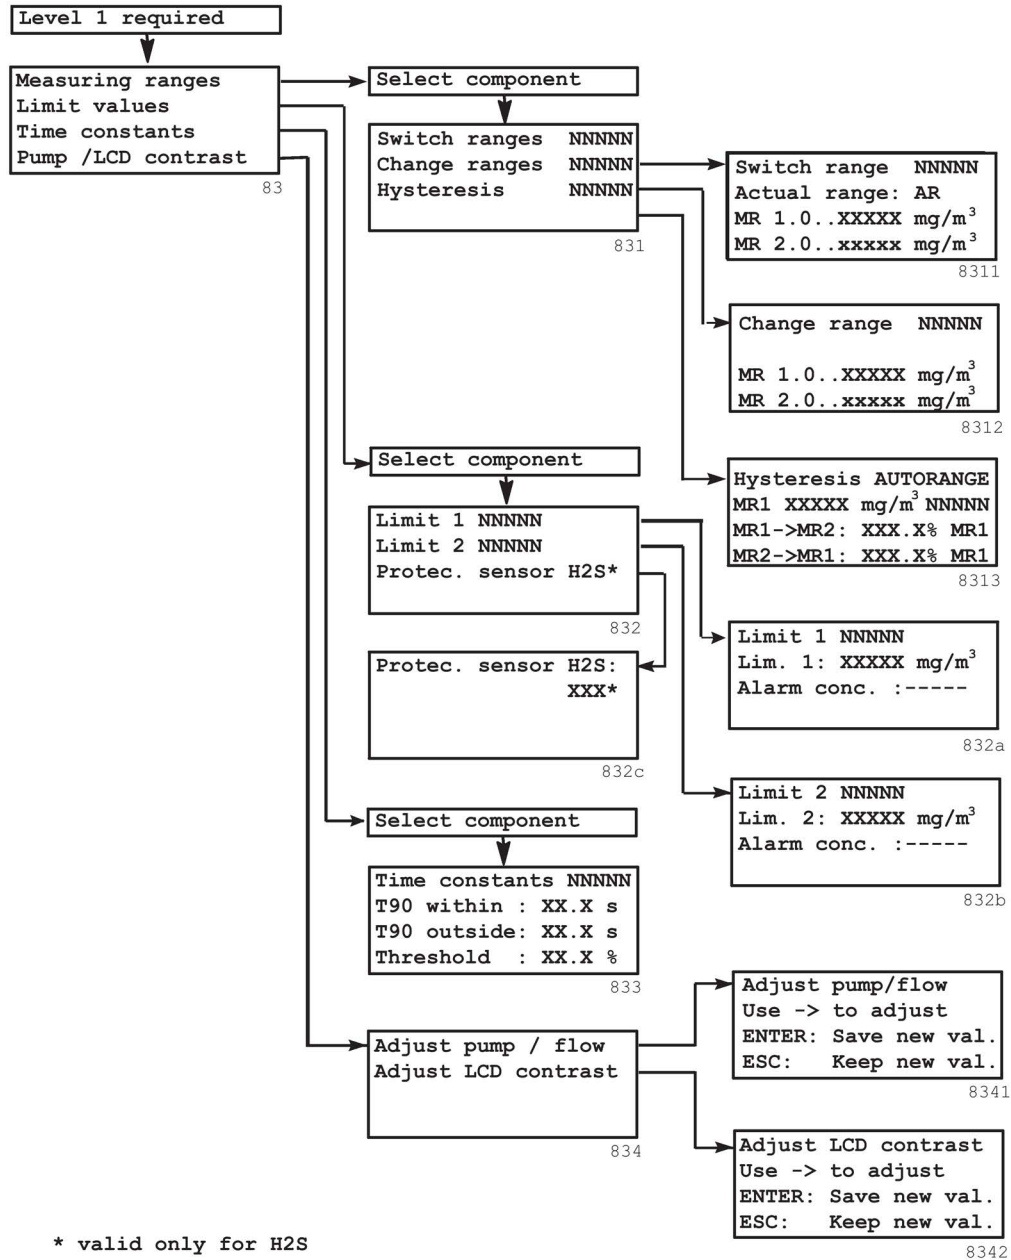 Level 1 required
Measuring ranges
Limit values
Time constants
Pump /LCD contrast
83
Select component
Switch ranges NNNNN
Change ranges NNNNN
Hysteresis NNNNN
831
Switch range NNNNN
Actual range: AR
MR 1.0..XXXXX mg/m³
MR 2.0..xxxxx mg/m³
8311
Change range NNNNN
MR 1.0..XXXXX mg/m³
MR 2.0..xxxxx mg/m³
8312
Hysteresis AUTORANGE
MR1 XXXXX mg/m³ NNNNN
MR1->MR2: XXX.X% MR1
MR2->MR1: XXX.X% MR1
8313
Select component
Limit 1 NNNNN
Limit 2 NNNNN
Protec. sensor H2S*
832
Protec. sensor H2S:
XXX*
832c
Limit 1 NNNNN
Lim. 1: XXXXX mg/m³
Alarm conc. :-----
832a
Limit 2 NNNNN
Lim. 2: XXXXX mg/m³
Alarm conc. :-----
832b
Select component
Time constants NNNNN
T90 within : XX.X s
T90 outside: XX.X s
Threshold : XX.X %
833
Adjust pump / flow
Adjust LCD contrast
834
Adjust pump/flow
Use -> to adjust
ENTER: Save new val.
ESC: Keep new val.
8341
Adjust LCD contrast
Use -> to adjust
ENTER: Save new val.
ESC: Keep new val.
8342
* valid only for H2S